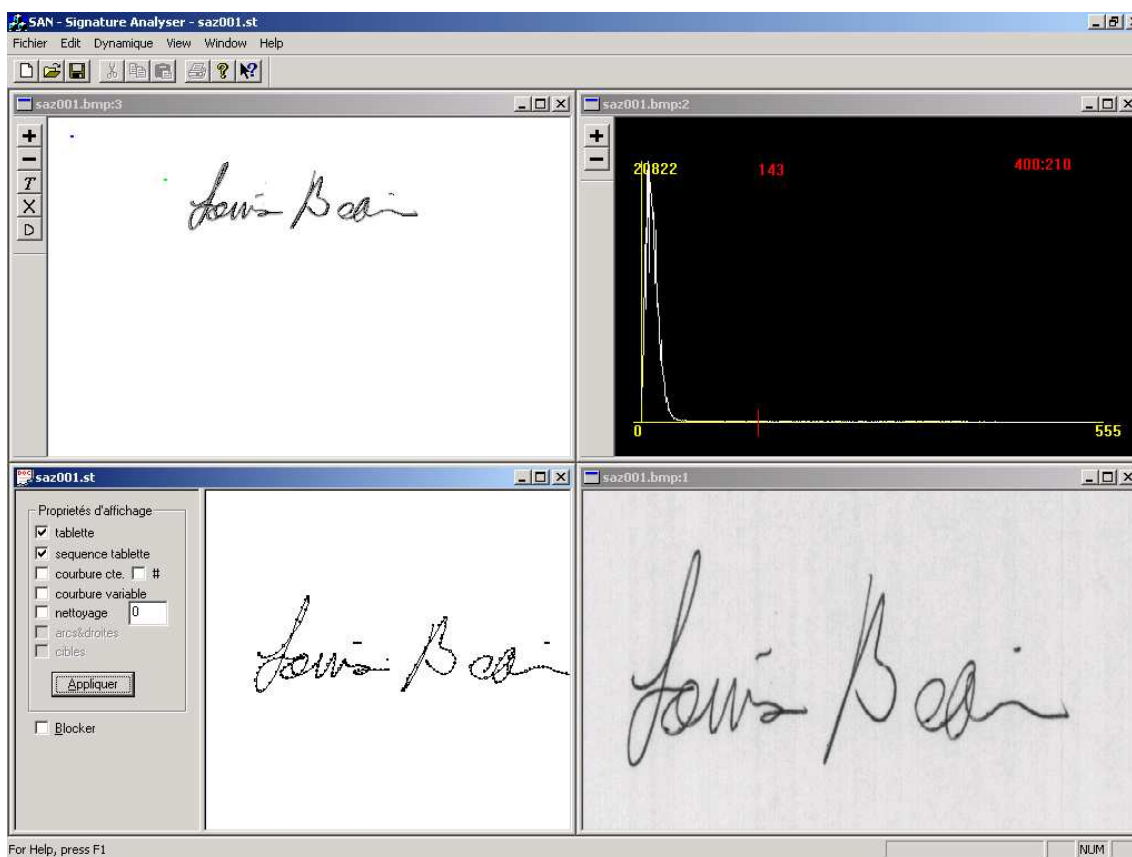 SAN - Signature Analyser - saz001.st
Fichier Edit Dynamique View Window Help
saz001.bmp:3
T
X
D
saz001.bmp:2
20822 143 400:210
0 555
saz001.st
Proprietés d'affichage
tablette
sequence tablette
courbure cte. #
courbure variable
nettoyage 0
arcs&droites
cibles
Appliquer
Blocker
saz001.bmp:1
For Help, press F1
NUM